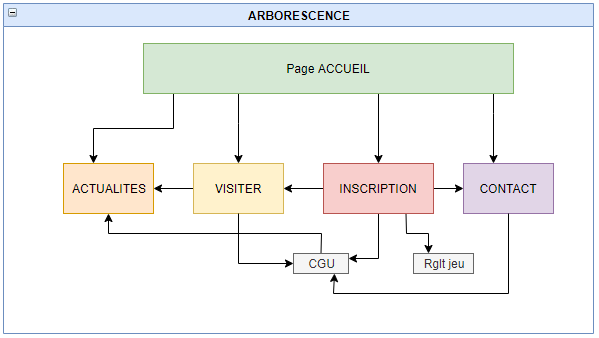 ARBORESCENCE
Page ACCUEIL
ACTUALITES
VISITER
INSCRIPTION
CONTACT
CGU
Rglt jeu